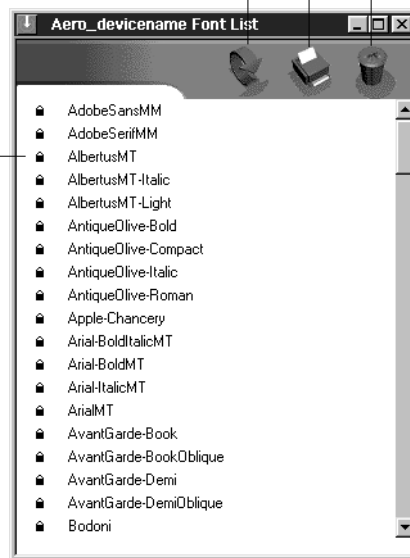 Aero_devicename Font List
AdobeSansMM
AdobeSerifMM
AlbertusMT
AlbertusMT-Italic
AlbertusMT-Light
AntiqueOlive-Bold
AntiqueOlive-Compact
AntiqueOlive-Italic
AntiqueOlive-Roman
Apple-Chancery
Arial-BoldItalicMT
Arial-BoldMT
Arial-ItalicMT
ArialMT
AvantGarde-Book
AvantGarde-BookOblique
AvantGarde-Demi
AvantGarde-DemiOblique
Bodoni